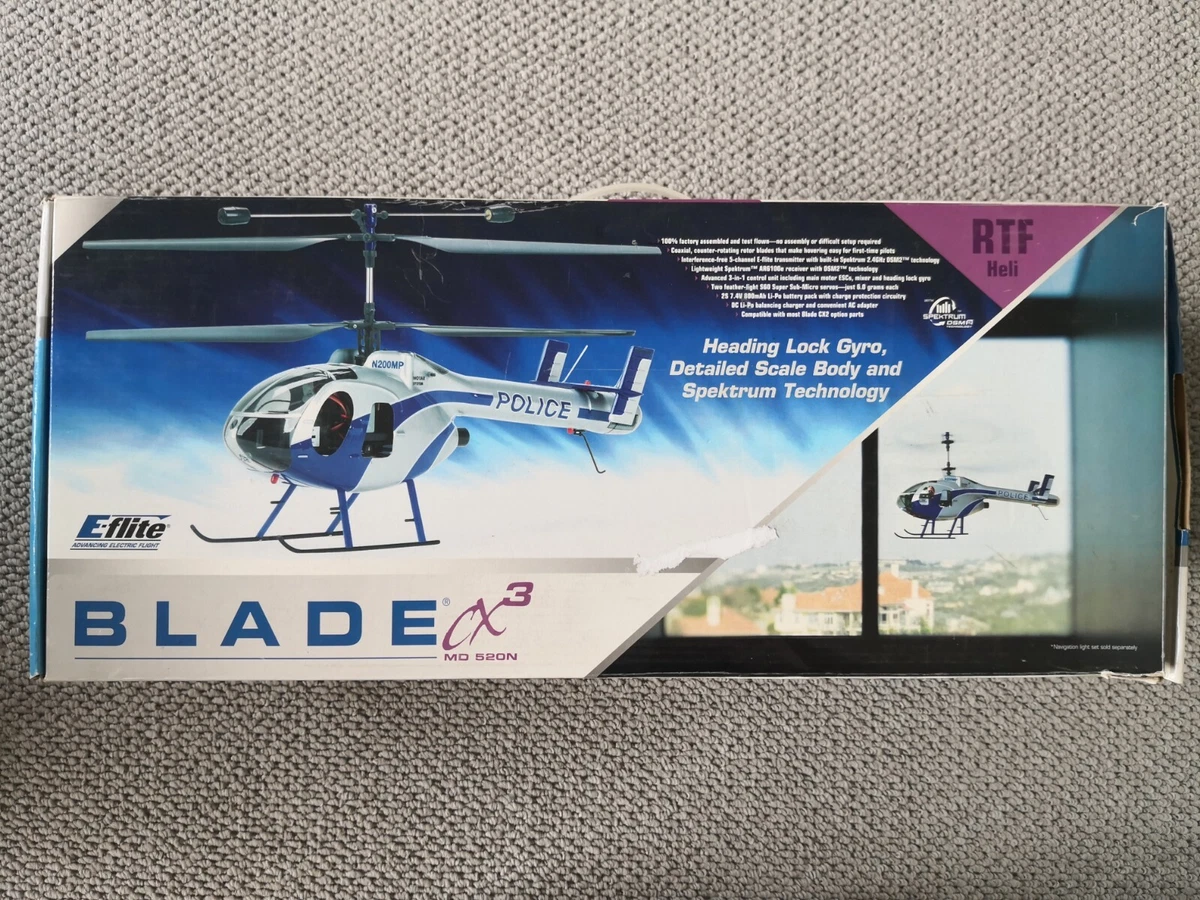 RTF
Heli
100% factory assembled and test flown—no assembly or difficult setup required
Coaxial, counter-rotating rotor blades that make hovering easy for first-time pilots
Interference-free 5-channel E-flite transmitter with built-in Spektrum 2.4GHz DSM2™ technology
Lightweight Spektrum™ AR6100e receiver with DSM2™ technology
Advanced 3-in-1 control unit including main motor ESCs, mixer and heading lock gyro
Two feather-light S60 Super Sub-Micro servos—just 6.0 grams each
2S 7.4V 800mAh Li-Po battery pack with charge protection circuitry
DC Li-Po balancing charger and convenient AC adapter
Compatible with most Blade CX2 option parts
SPEKTRUM
DSM2
TECHNOLOGY
Heading Lock Gyro,
Detailed Scale Body and
Spektrum Technology
N200MP
POLICE
POLICE
E-flite®
ADVANCING ELECTRIC FLIGHT
BLADE® CX3
MD 520N
*Navigation light set sold separately